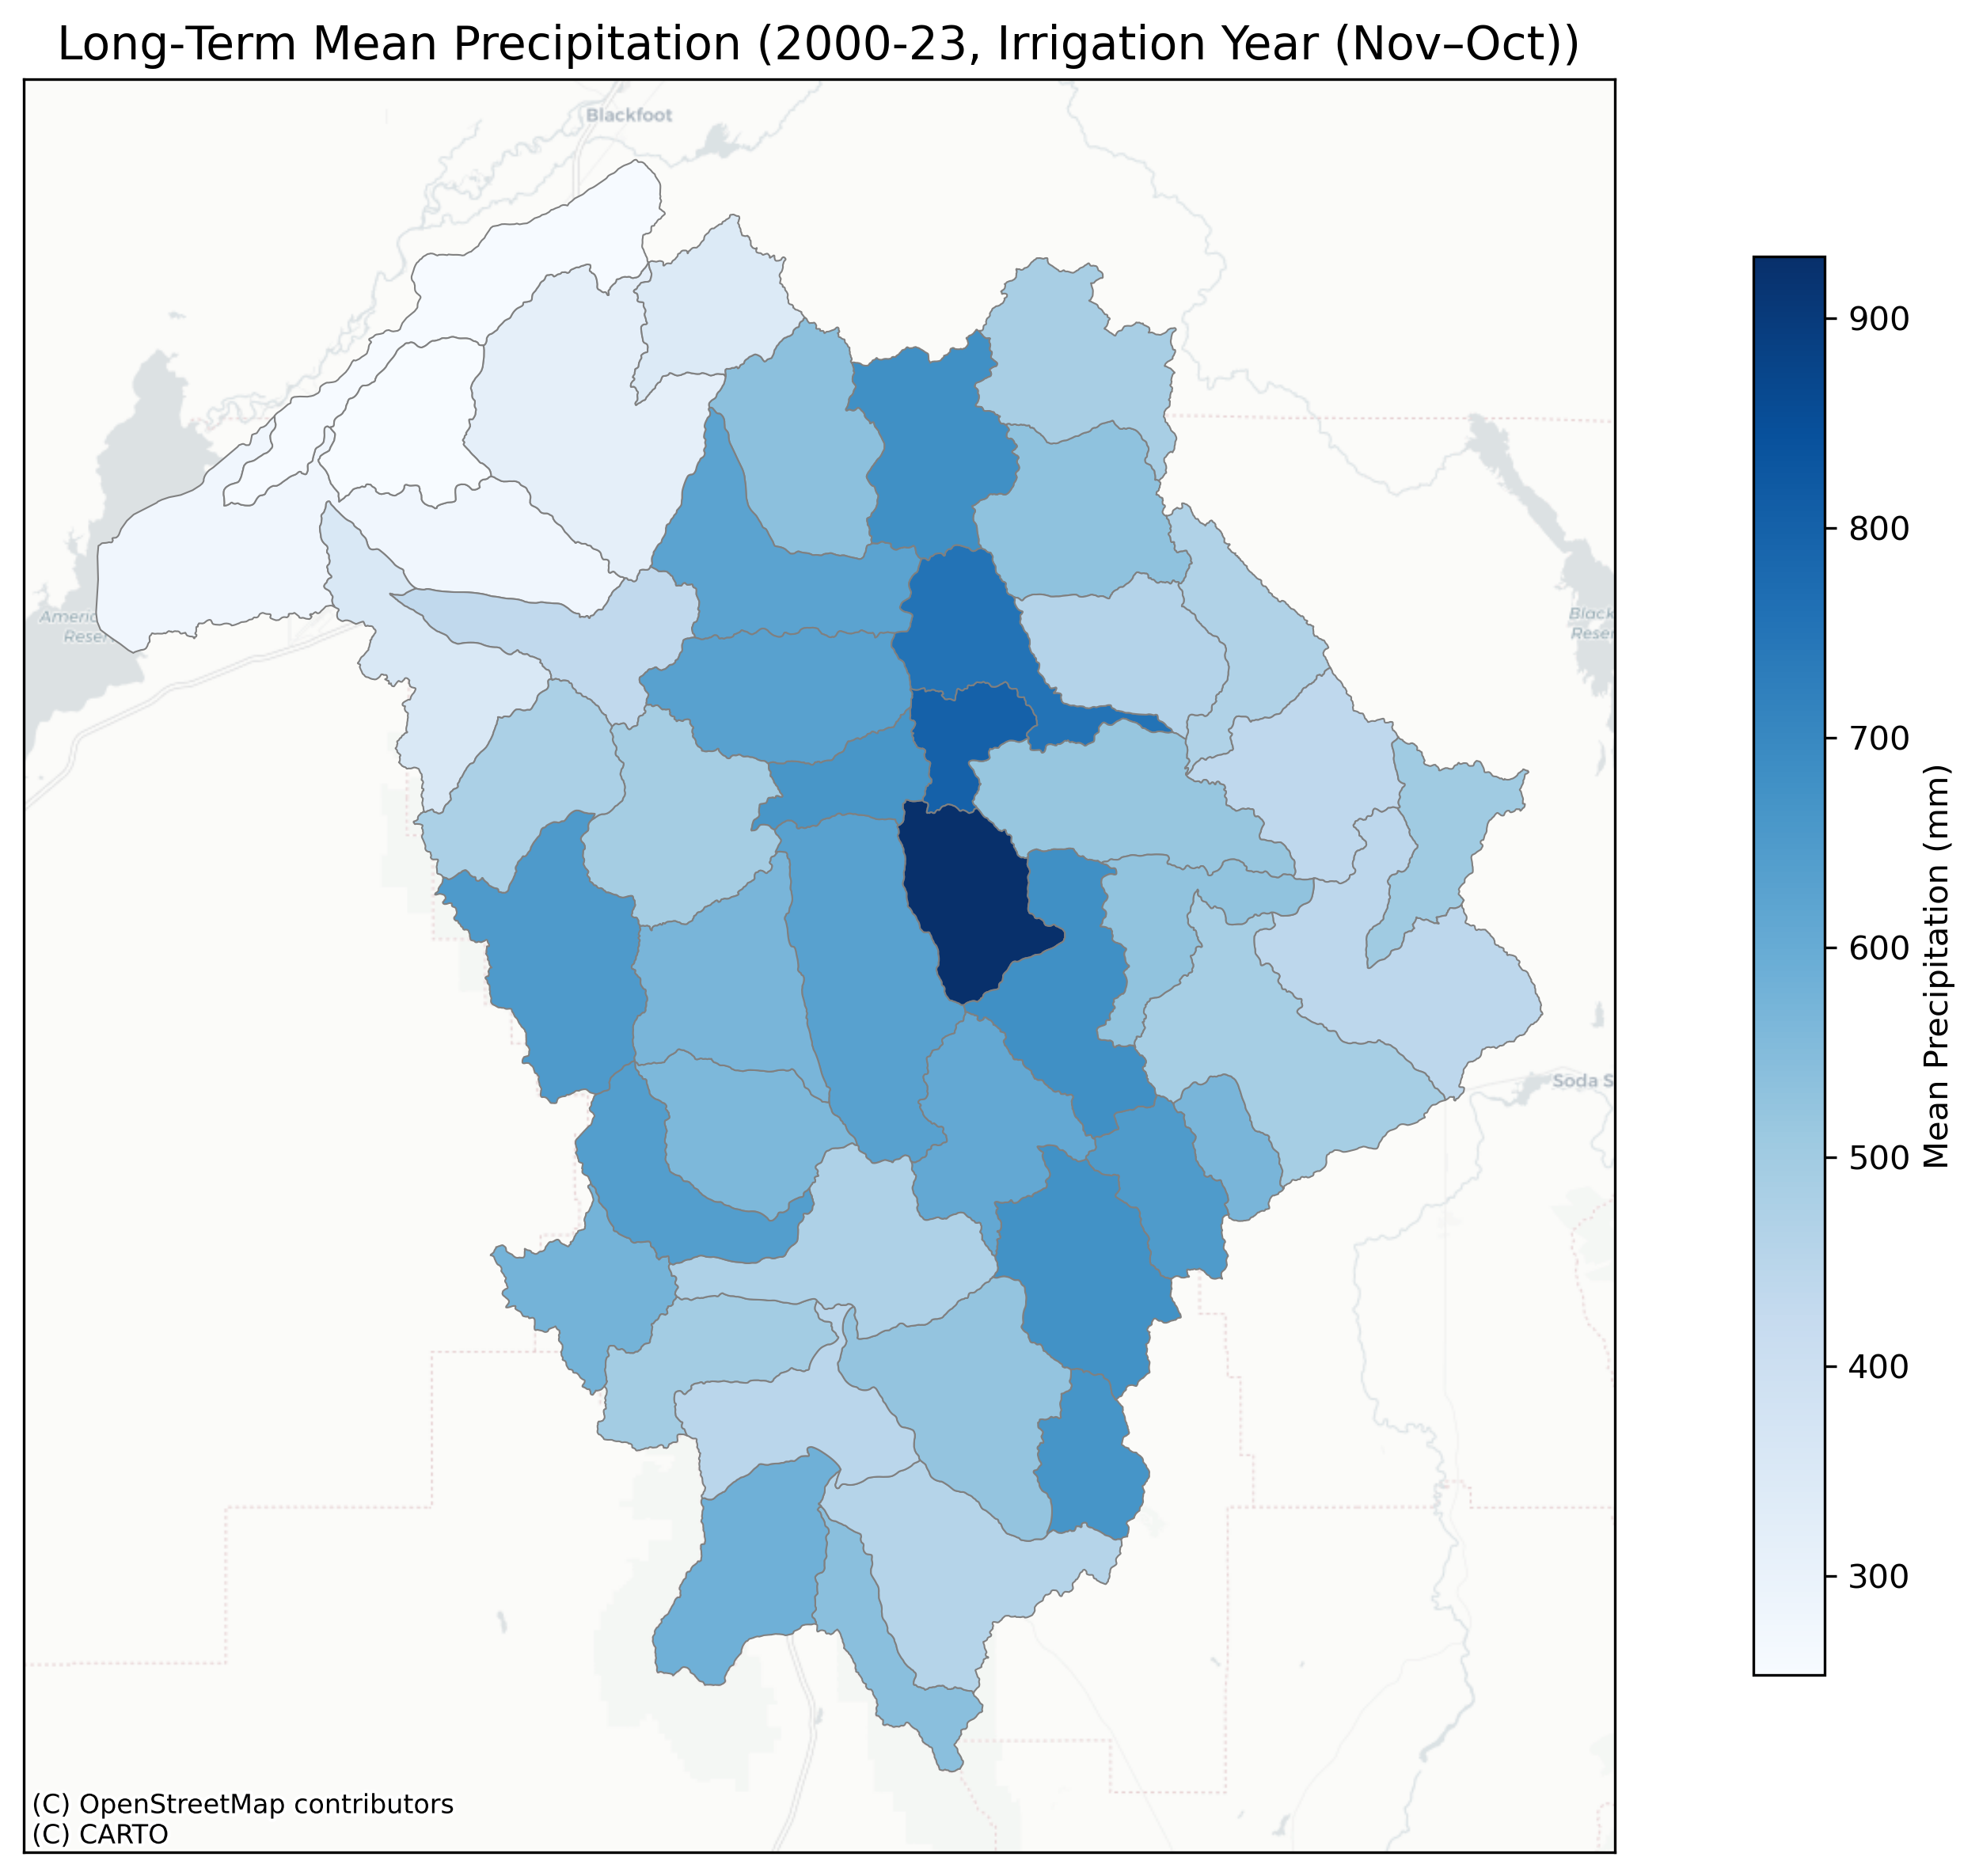 Long-Term Mean Precipitation (2000-23, Irrigation Year (Nov–Oct))
Blackfoot
Americ
Reser
Black
Reser
Soda S
900
800
700
600
500
400
300
Mean Precipitation (mm)
(C) OpenStreetMap contributors
(C) CARTO